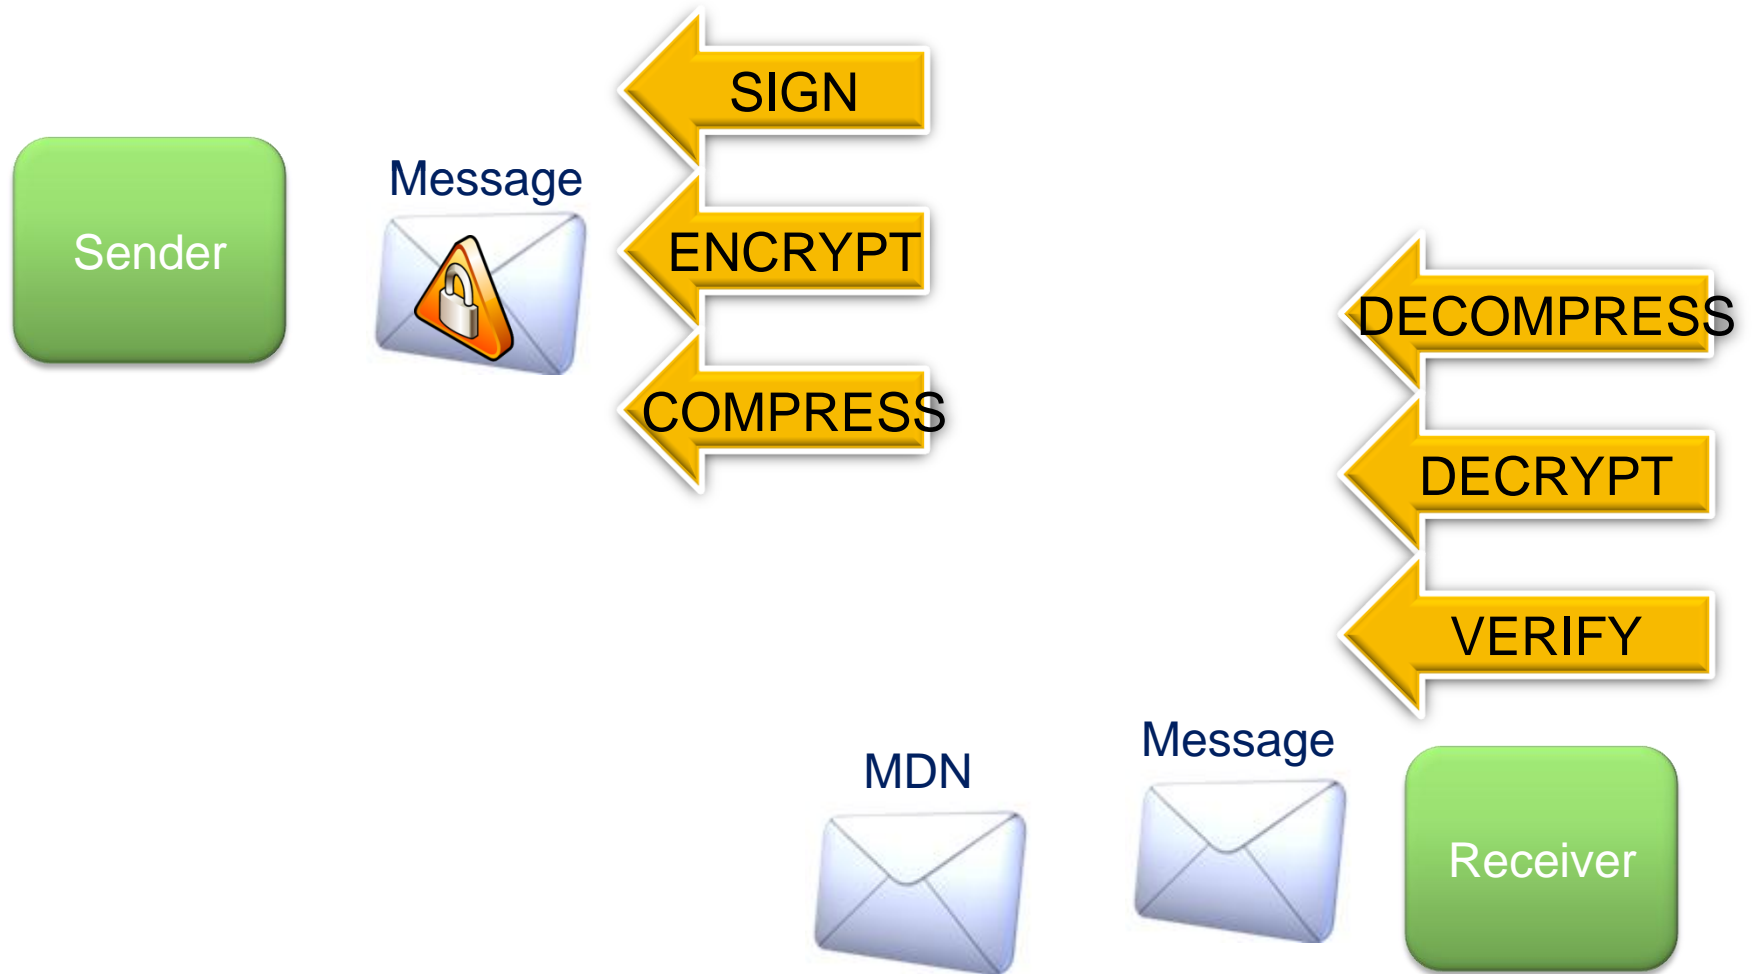 SIGN
Message
Sender
ENCRYPT
DECOMPRESS
COMPRESS
DECRYPT
VERIFY
Message
MDN
Receiver